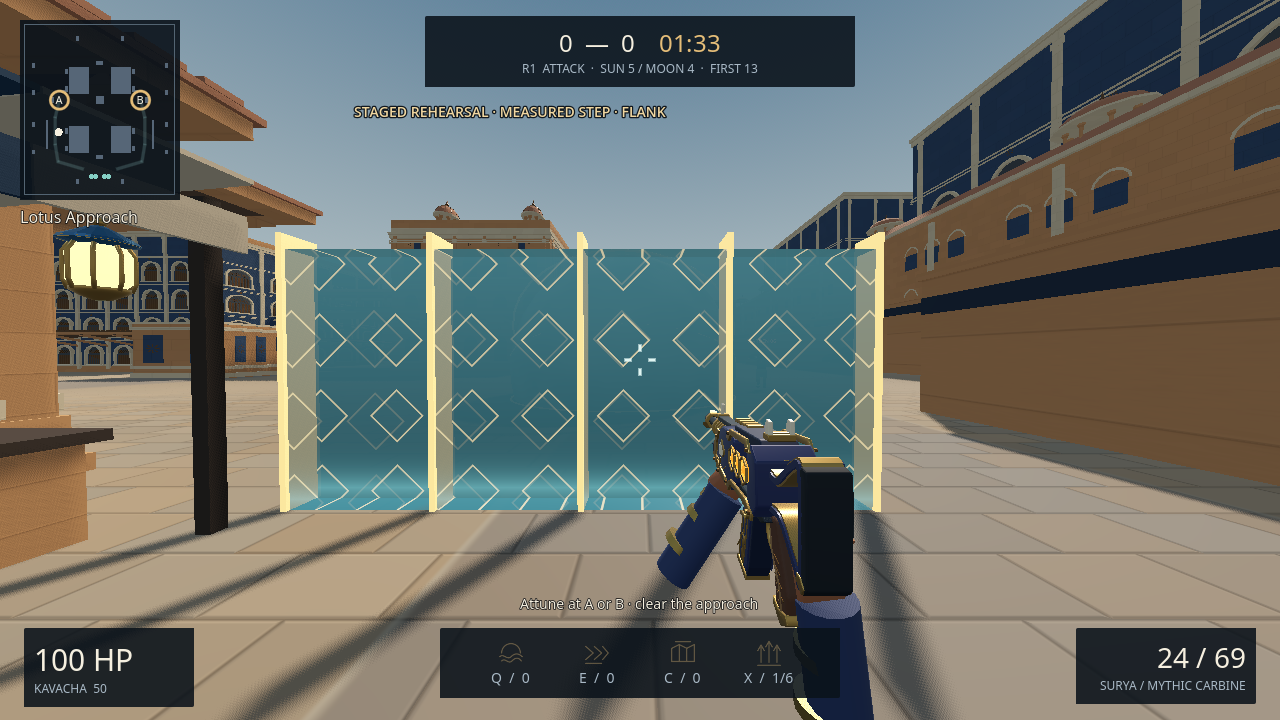 0 — 0 01:33
R1 ATTACK · SUN 5 / MOON 4 · FIRST 13
STAGED REHEARSAL · MEASURED STEP · FLANK
A
B
Lotus Approach
Attune at A or B · clear the approach
100 HP
KAVACHA 50
Q / 0
E / 0
C / 0
X / 1/6
24 / 69
SURYA / MYTHIC CARBINE